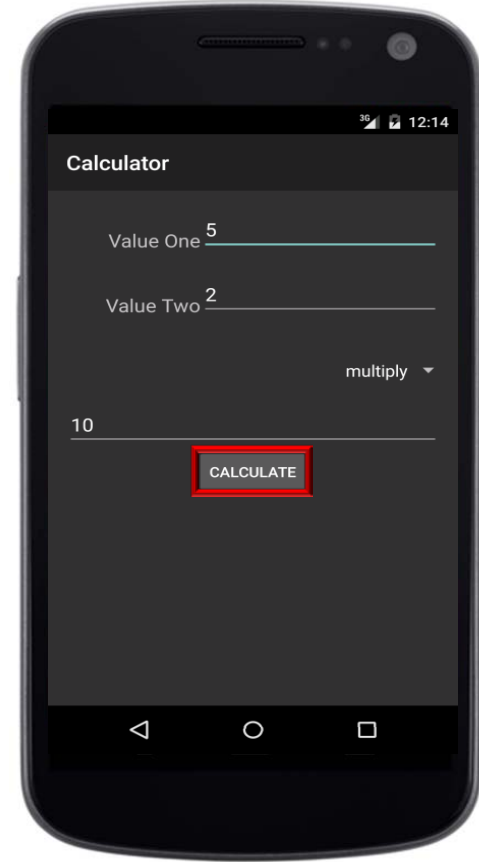 3G 12:14
Calculator
Value One 5
Value Two 2
multiply
10
CALCULATE